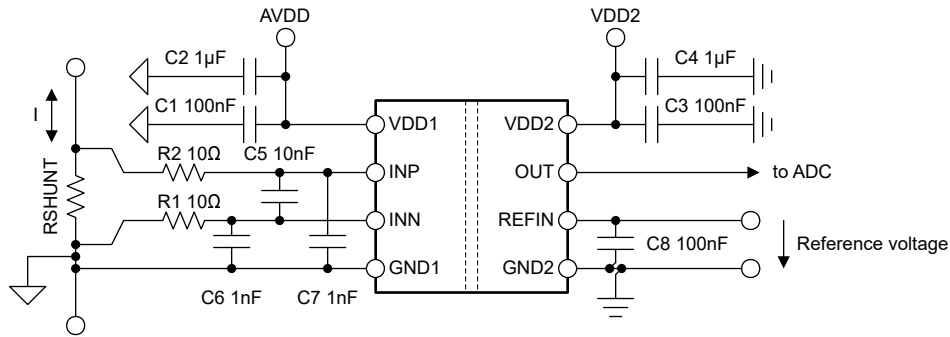 AVDD
VDD2
C2 1µF
C4 1µF
C1 100nF
C3 100nF
I
RSHUNT
VDD1
VDD2
R2 10Ω
C5 10nF
INP
OUT
to ADC
R1 10Ω
INN
REFIN
C8 100nF
Reference voltage
GND1
GND2
C6 1nF
C7 1nF